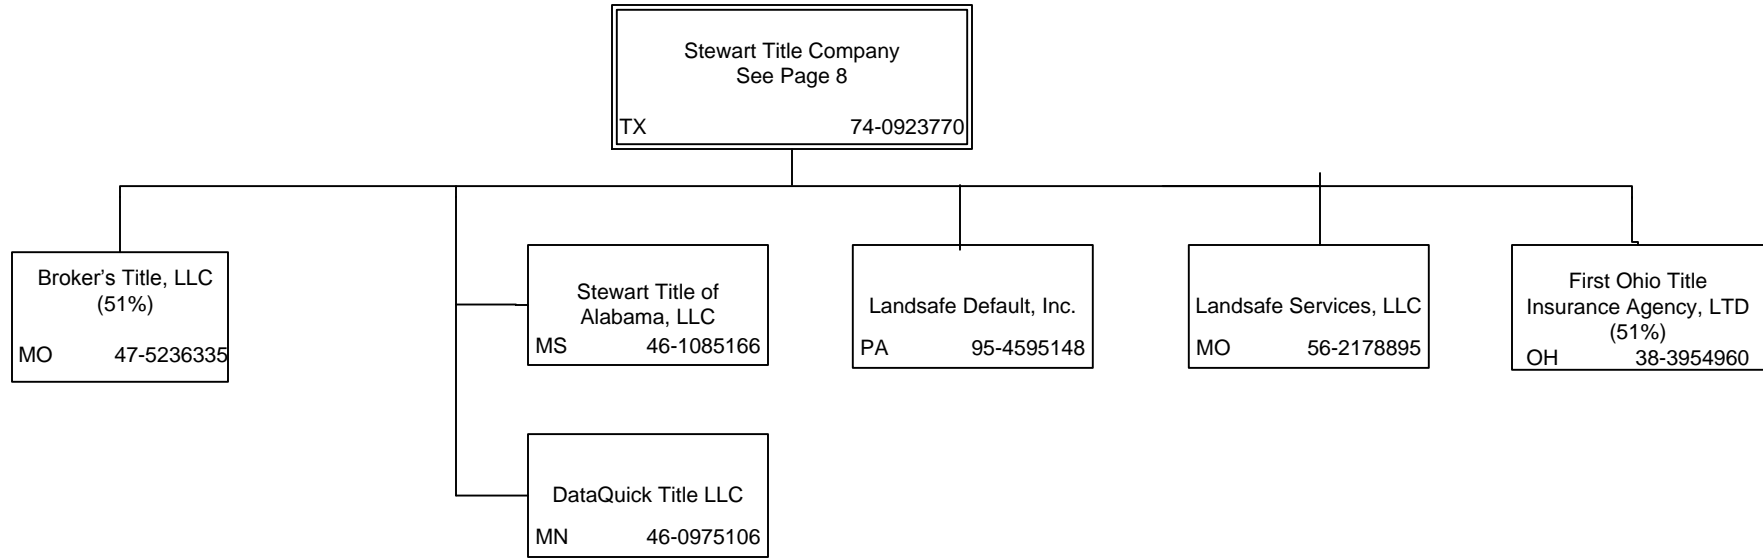 Stewart Title Company
See Page 8
TX 74-0923770
Broker’s Title, LLC
(51%)
MO 47-5236335
Stewart Title of
Alabama, LLC
MS 46-1085166
Landsafe Default, Inc.
PA 95-4595148
Landsafe Services, LLC
MO 56-2178895
First Ohio Title
Insurance Agency, LTD
(51%)
OH 38-3954960
DataQuick Title LLC
MN 46-0975106